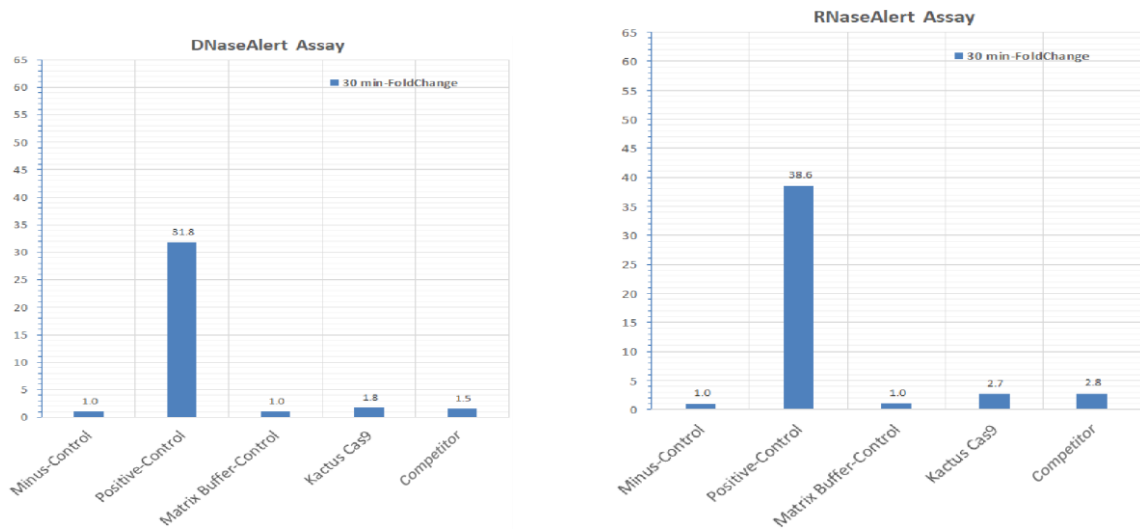 DNaseAlert Assay
30 min-FoldChange
65
60
55
50
45
40
35
30
25
20
15
10
5
0
1.0
31.8
1.0
1.8
1.5
Minus-Control
Positive-Control
Matrix Buffer-Control
Kactus Cas9
Competitor
RNaseAlert Assay
30 min-FoldChange
65
60
55
50
45
40
35
30
25
20
15
10
5
0
1.0
38.6
1.0
2.7
2.8
Minus-Control
Positive-Control
Matrix Buffer-Control
Kactus Cas9
Competitor